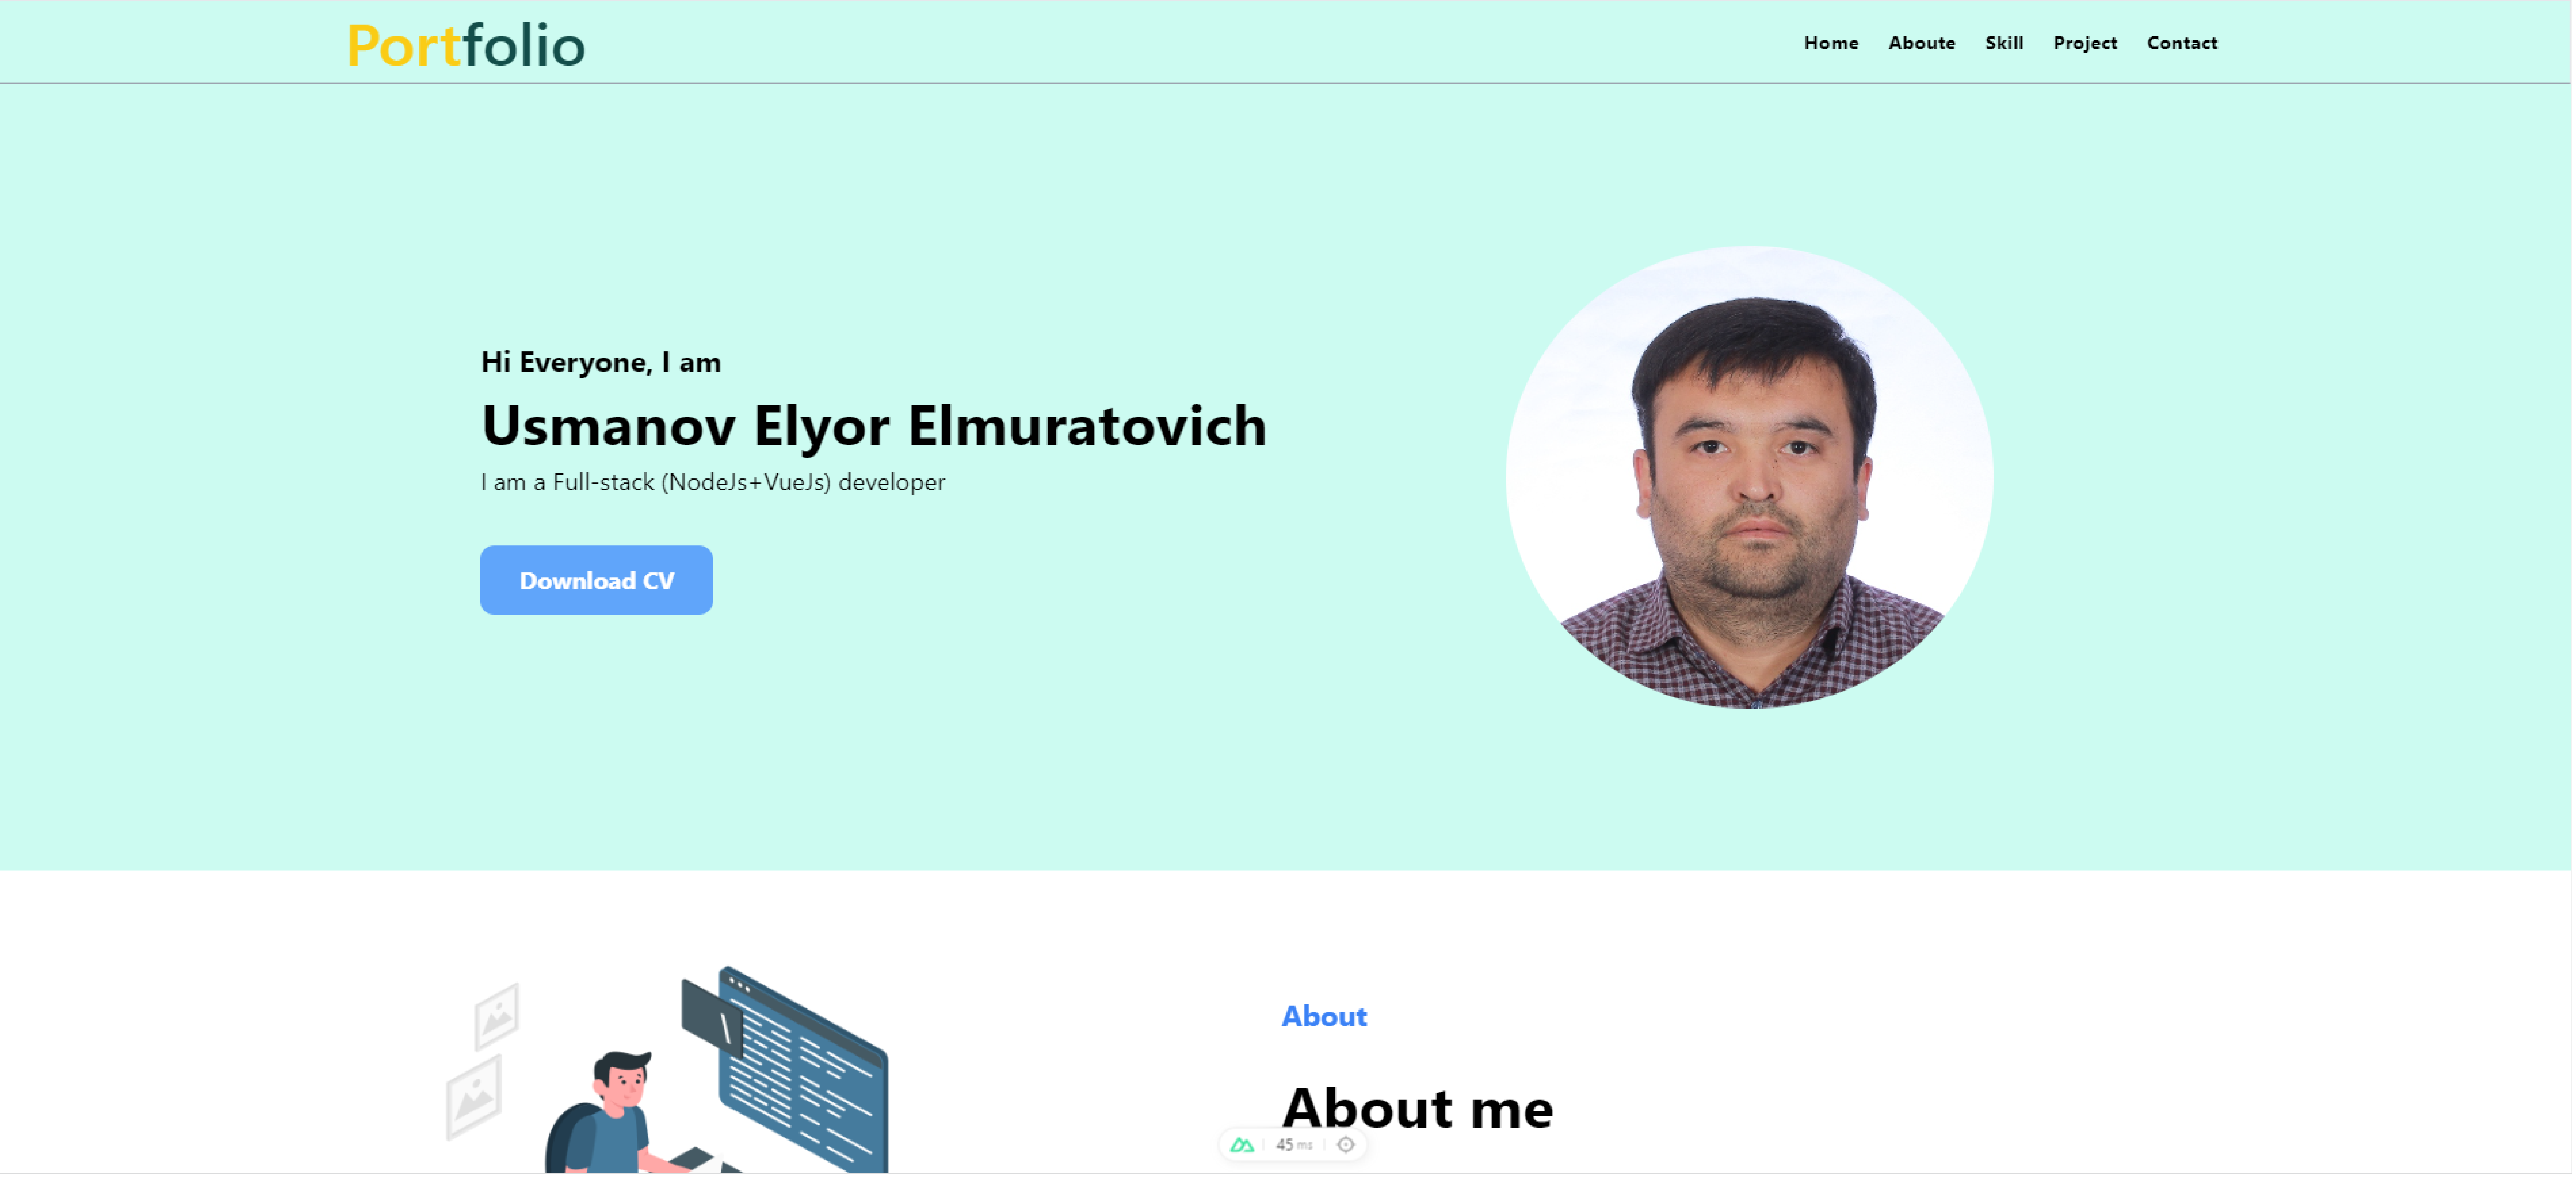 Portfolio
Home Aboute Skill Project Contact
Hi Everyone, I am
Usmanov Elyor Elmuratovich
I am a Full-stack (NodeJs+VueJs) developer
Download CV
About
About me
45 ms